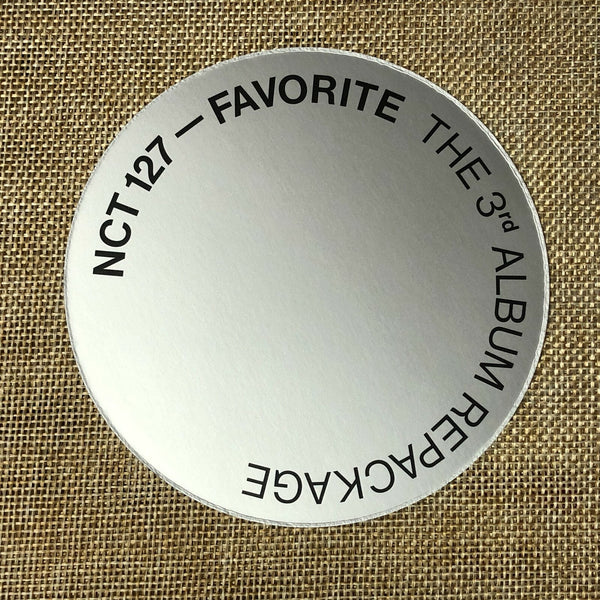 NCT 127 — FAVORITE THE 3rd ALBUM REPACKAGE